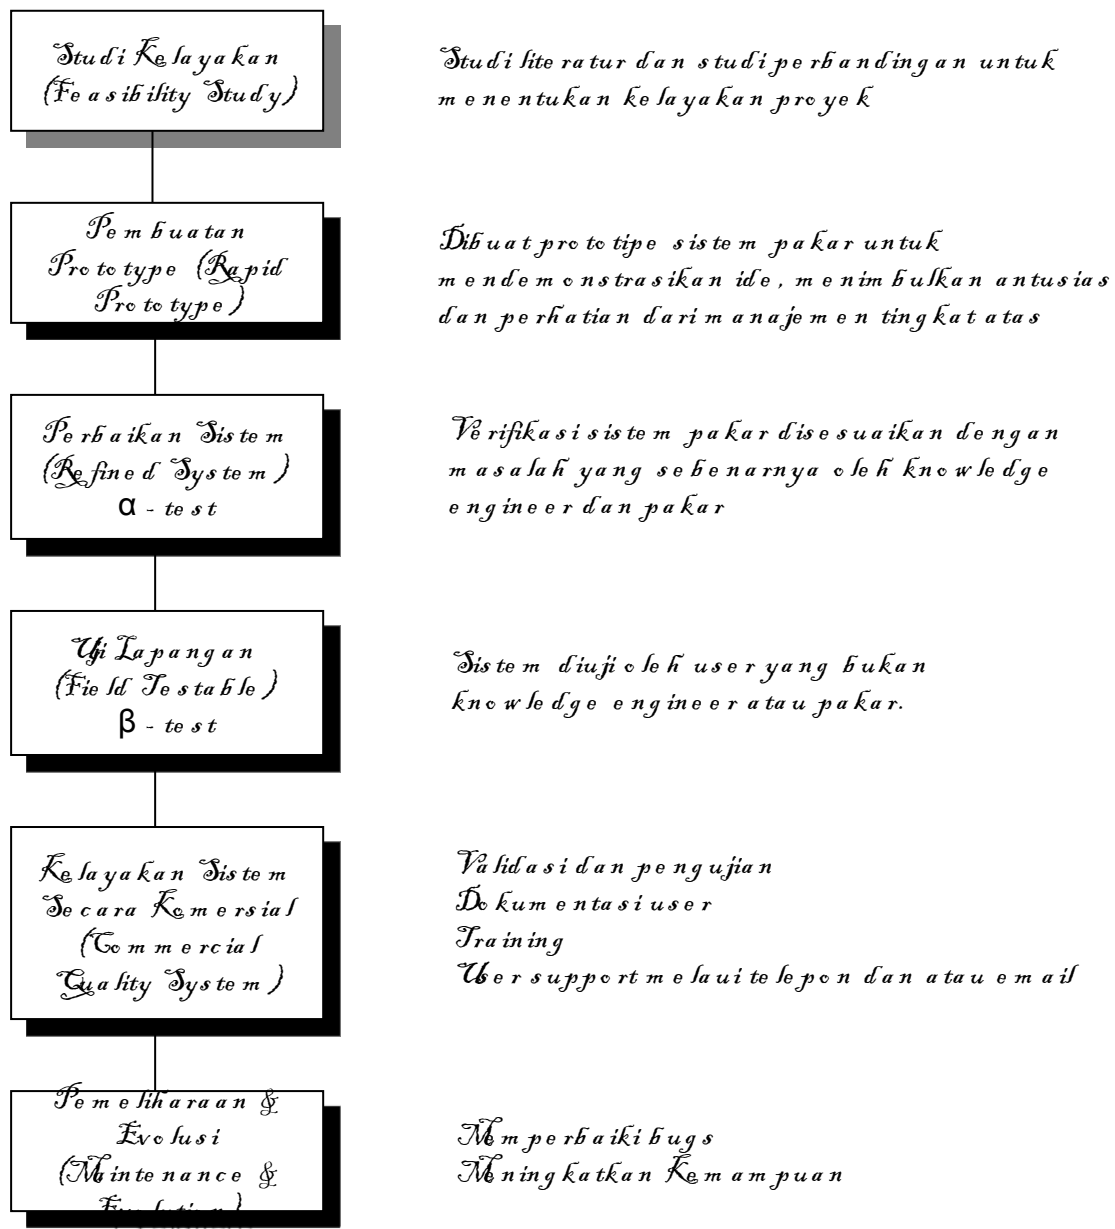 Studi Kelayakan
(Feasibility Study)
Studi literatur dan studi perbandingan untuk
menentukan kelayakan proyek
Pembuatan
Prototype (Rapid
Prototype)
Dibuat prototipe sistem pakar untuk
mendemonstrasikan ide, menimbulkan antusias
dan perhatian dari manajemen tingkat atas
Perbaikan Sistem
(Refined System)
α - test
Verifikasi sistem pakar disesuaikan dengan
masalah yang sebenarnya oleh knowledge
engineer dan pakar
Uji Lapangan
(Field Testable)
β - test
Sistem diuji oleh user yang bukan
knowledge engineer atau pakar.
Kelayakan Sistem
Secara Komersial
(Commercial
Quality System)
Validasi dan pengujian
Dokumentasi user
Training
User support melaui telepon dan atau email
Pemeliharaan &
Evolusi
(Maintenance &
Evolution)
Memperbaiki bugs
Meningkatkan Kemampuan